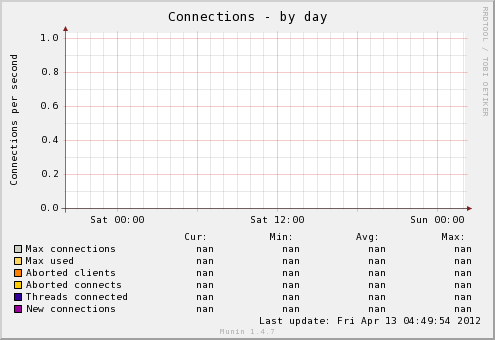 Connections - by day
RRDTOOL / TOBI OETIKER
Connections per second
1.0
0.8
0.6
0.4
0.2
0.0
Sat 00:00 Sat 12:00 Sun 00:00
Cur: Min: Avg: Max:
Max connections nan nan nan nan
Max used nan nan nan nan
Aborted clients nan nan nan nan
Aborted connects nan nan nan nan
Threads connected nan nan nan nan
New connections nan nan nan nan
Last update: Fri Apr 13 04:49:54 2012
Munin 1.4.7